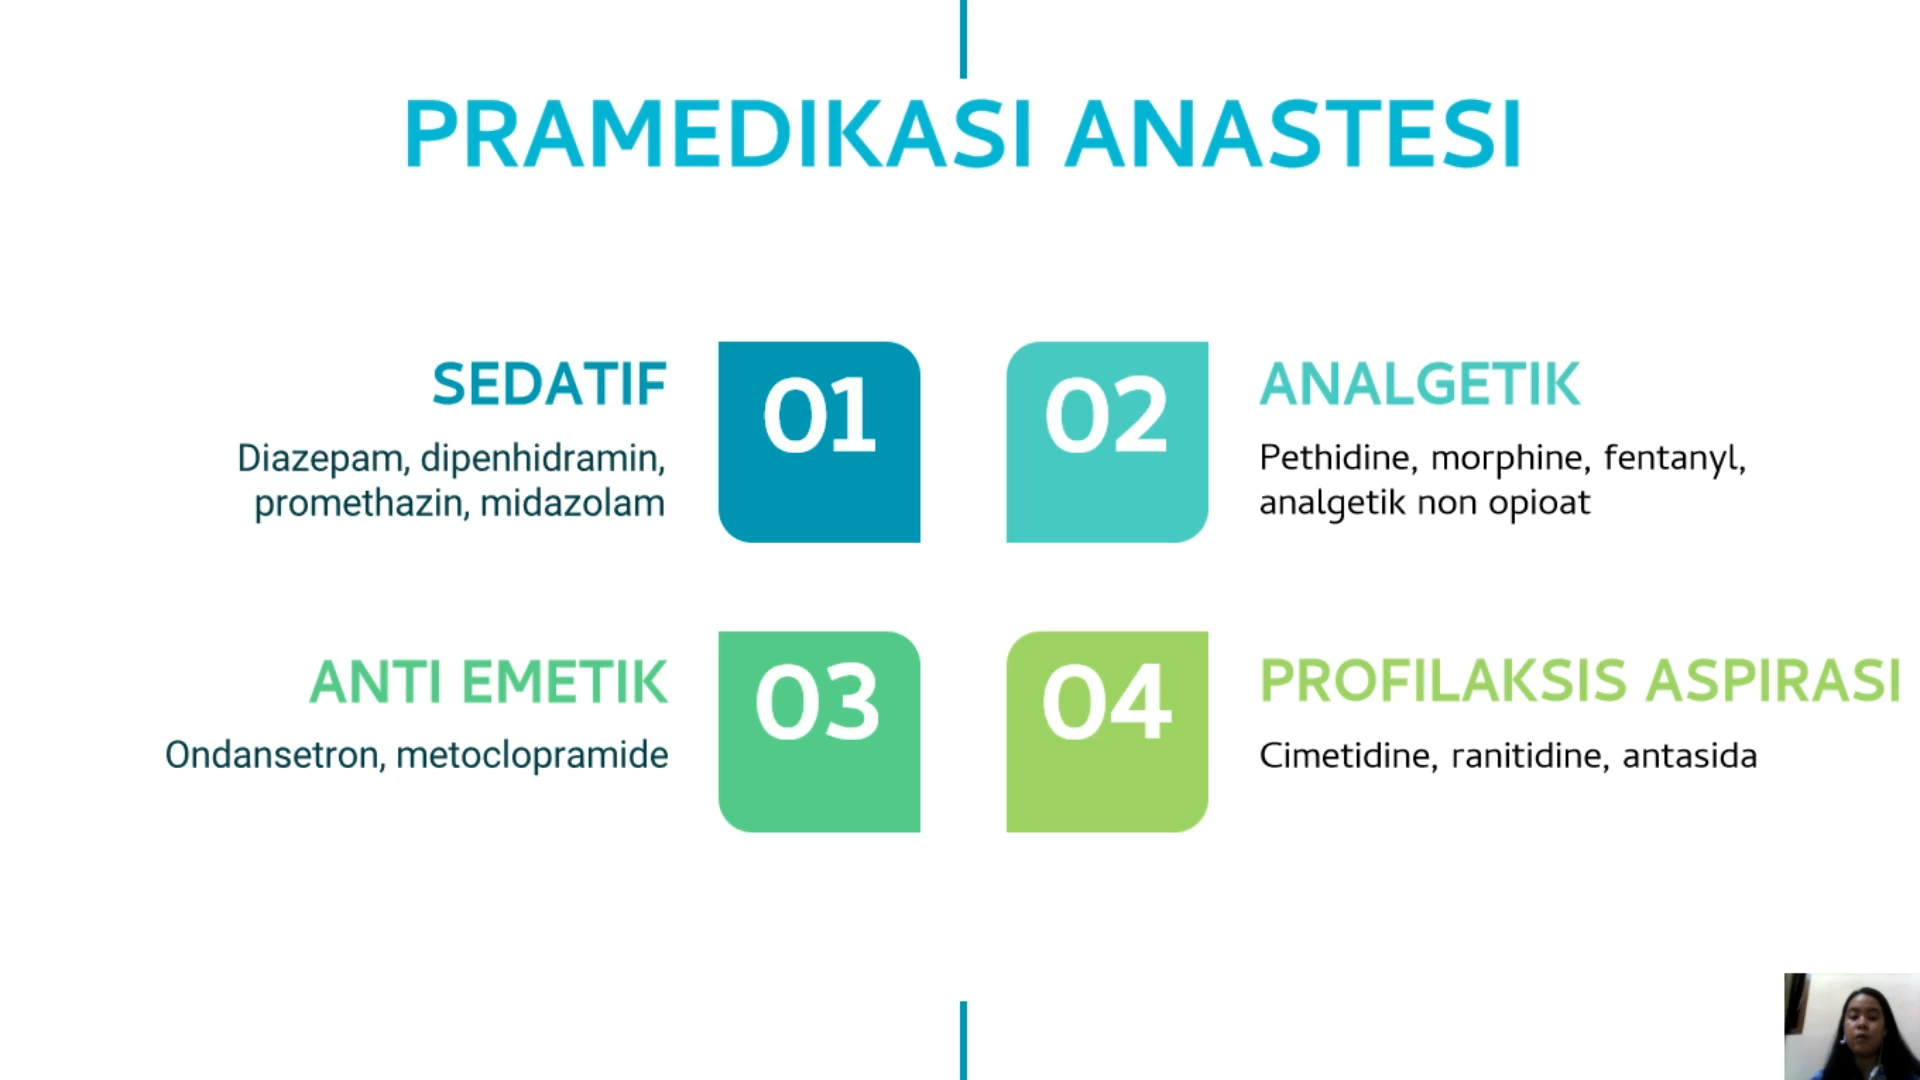 PRAMEDIKASI ANASTESI
SEDATIF
Diazepam, dipenhidramin,
promethazin, midazolam
01
02
ANALGETIK
Pethidine, morphine, fentanyl,
analgetik non opioat
ANTI EMETIK
Ondansetron, metoclopramide
03
04
PROFILAKSIS ASPIRASI
Cimetidine, ranitidine, antasida